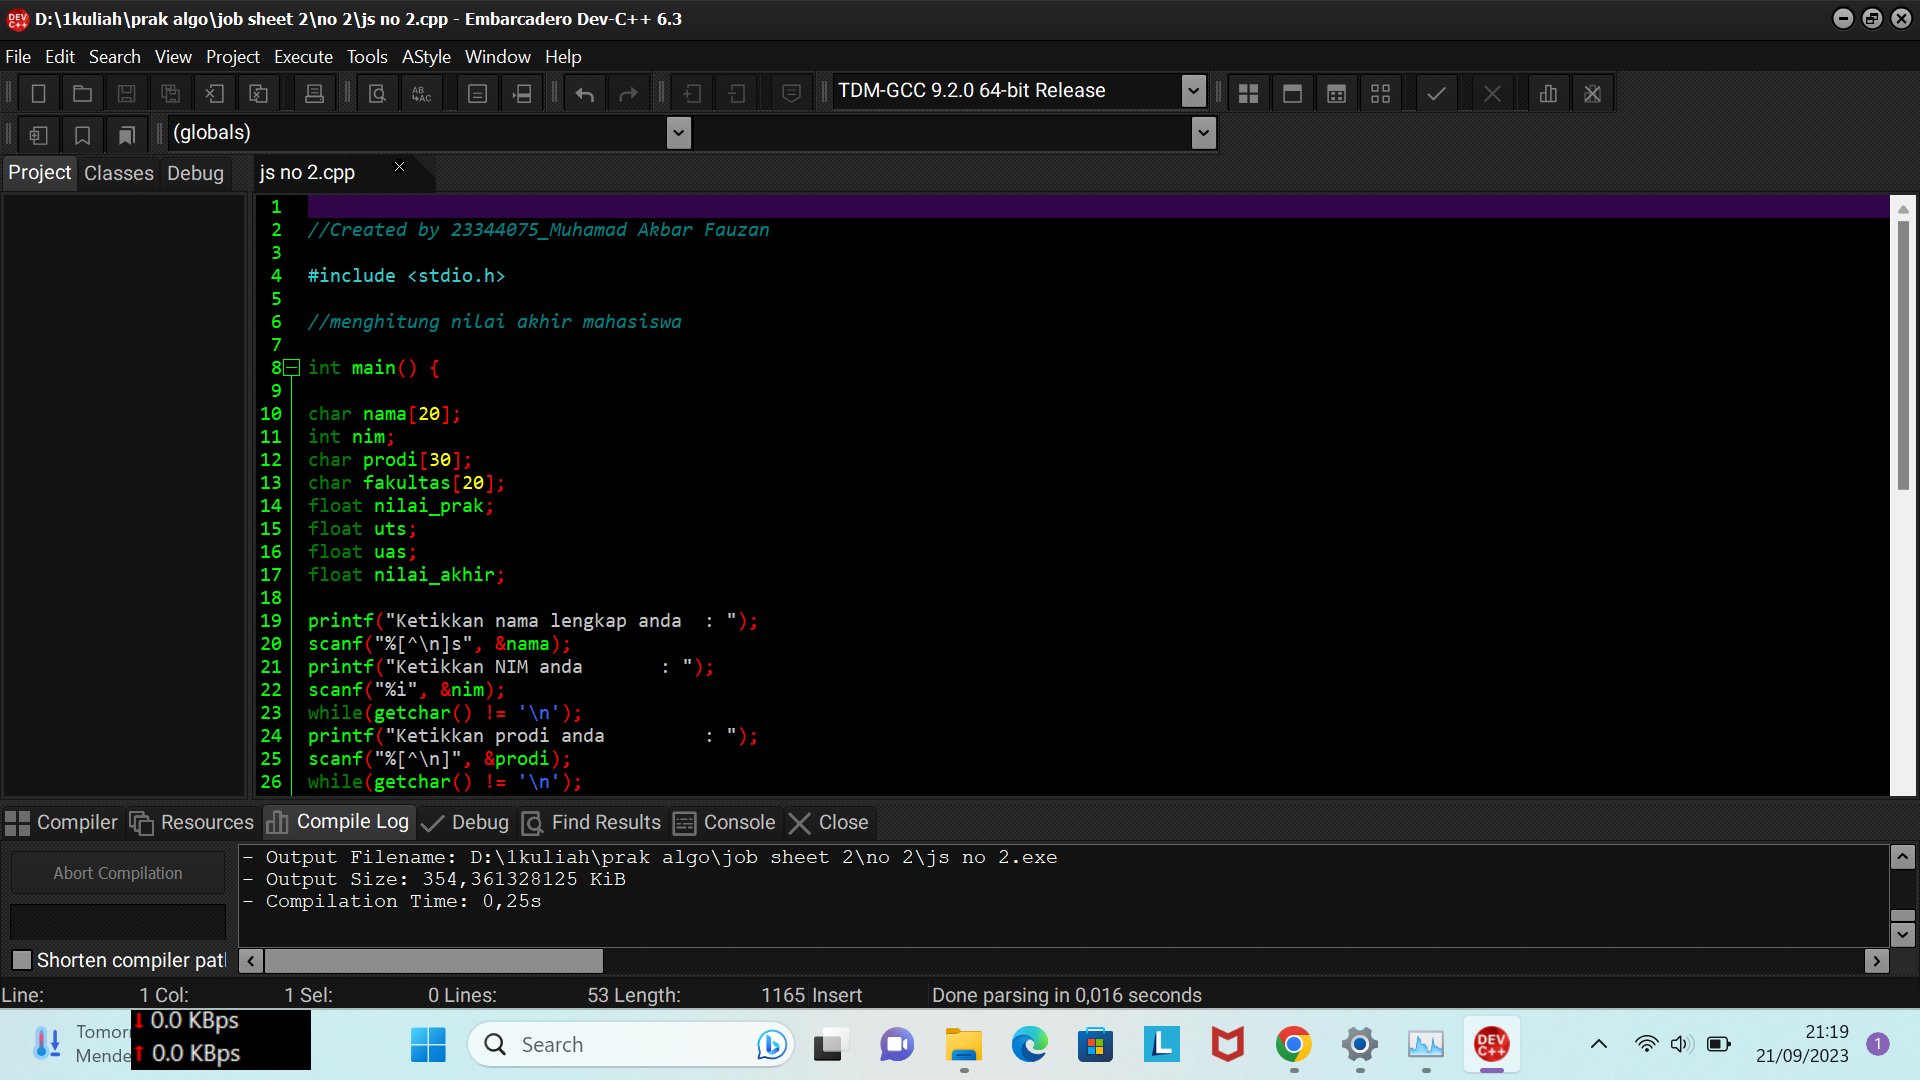 D:\1kuliah\prak algo\job sheet 2\no 2\js no 2.cpp - Embarcadero Dev-C++ 6.3
File Edit Search View Project Execute Tools AStyle Window Help
TDM-GCC 9.2.0 64-bit Release
(globals)
Project Classes Debug js no 2.cpp
1
2 //Created by 23344075_Muhamad Akbar Fauzan
3
4 #include <stdio.h>
5
6 //menghitung nilai akhir mahasiswa
7
8 int main() {
9
10 char nama[20];
11 int nim;
12 char prodi[30];
13 char fakultas[20];
14 float nilai_prak;
15 float uts;
16 float uas;
17 float nilai_akhir;
18
19 printf("Ketikkan nama lengkap anda  : ");
20 scanf("%[^\n]s", &nama);
21 printf("Ketikkan NIM anda       : ");
22 scanf("%i", &nim);
23 while(getchar() != '\n');
24 printf("Ketikkan prodi anda         : ");
25 scanf("%[^\n]", &prodi);
26 while(getchar() != '\n');
Compiler Resources Compile Log Debug Find Results Console Close
Abort Compilation
- Output Filename: D:\1kuliah\prak algo\job sheet 2\no 2\js no 2.exe
- Output Size: 354,361328125 KiB
- Compilation Time: 0,25s
Shorten compiler pat
Line: 1 Col: 1 Sel: 0 Lines: 53 Length: 1165 Insert Done parsing in 0,016 seconds
Tomor
Mende
↓ 0.0 KBps
↑ 0.0 KBps
Search
L
DEV C++
21:19
21/09/2023
1